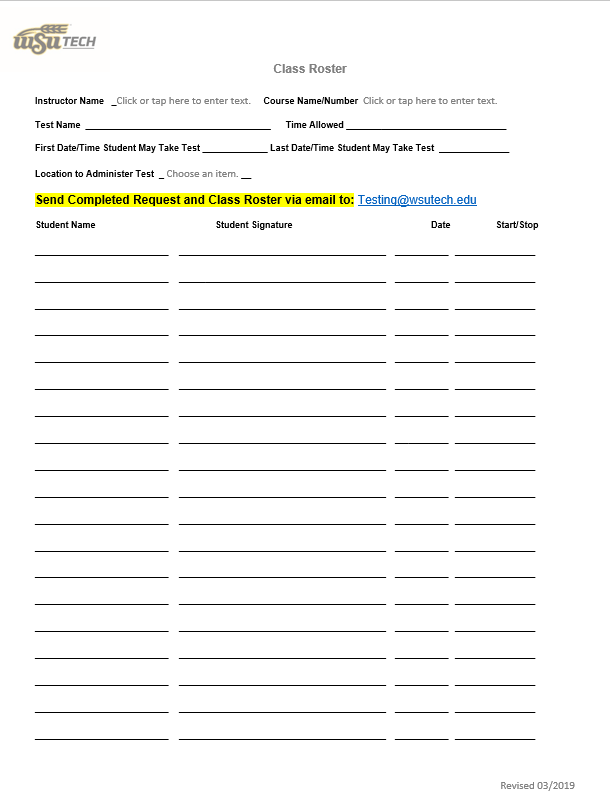 WSU TECH
Class Roster
Instructor Name _Click or tap here to enter text. Course Name/Number Click or tap here to enter text.
Test Name ____________________ Time Allowed ____________________
First Date/Time Student May Take Test ____________ Last Date/Time Student May Take Test ____________
Location to Administer Test _ Choose an item. __
Send Completed Request and Class Roster via email to: Testing@wsutech.edu
Student Name Student Signature Date Start/Stop
Revised 03/2019